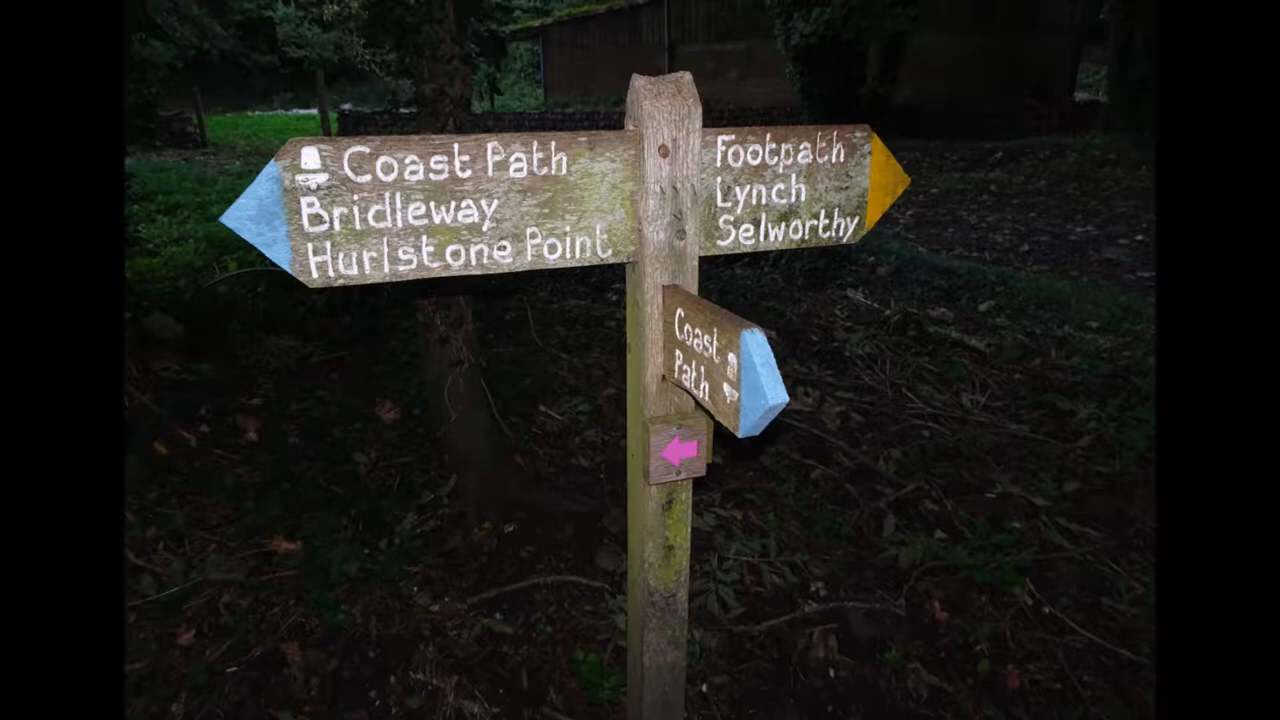 Coast Path
Bridleway
Hurlstone Point
Footpath
Lynch
Selworthy
Coast
Path